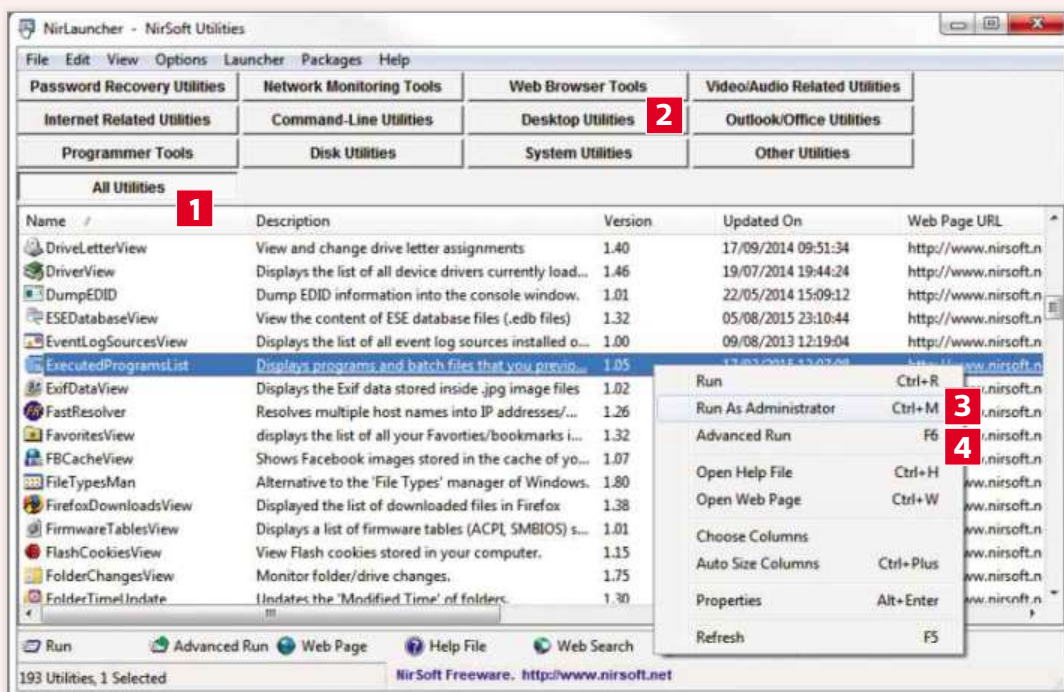 NirLauncher - NirSoft Utilities
File Edit View Options Launcher Packages Help
Password Recovery Utilities Network Monitoring Tools Web Browser Tools Video/Audio Related Utilities
Internet Related Utilities Command-Line Utilities Desktop Utilities 2 Outlook/Office Utilities
Programmer Tools Disk Utilities System Utilities Other Utilities
All Utilities 1
Name / Description Version Updated On Web Page URL
DriveLetterView View and change drive letter assignments 1.40 17/09/2014 09:51:34 http://www.nirsoft.n
DriverView Displays the list of all device drivers currently load... 1.46 19/07/2014 19:44:24 http://www.nirsoft.n
DumpEDID Dump EDID information into the console window. 1.01 22/05/2014 15:09:12 http://www.nirsoft.n
ESEDatabaseView View the content of ESE database files (.edb files) 1.32 05/08/2015 23:10:44 http://www.nirsoft.n
EventLogSourcesView Displays the list of all event log sources installed o... 1.00 09/08/2013 12:19:04 http://www.nirsoft.n
ExecutedProgramsList Displays programs and batch files that you previo... 1.05
ExifDataView Displays the Exif data stored inside .jpg image files 1.02
FastResolver Resolves multiple host names into IP addresses/... 1.26
FavoritesView displays the list of all your Favorties/bookmarks i... 1.32
FBCacheView Shows Facebook images stored in the cache of yo... 1.07
FileTypesMan Alternative to the 'File Types' manager of Windows. 1.80
FirefoxDownloadsView Displayed the list of downloaded files in Firefox 1.38
FirmwareTablesView Displays a list of firmware tables (ACPI, SMBIOS) s... 1.01
FlashCookiesView View Flash cookies stored in your computer. 1.15
FolderChangesView Monitor folder/drive changes. 1.75
FolderTimeUpdate Updates the 'Modified Time' of folders. 1.30
Run Ctrl+R
Run As Administrator Ctrl+M 3
Advanced Run F6 4
Open Help File Ctrl+H
Open Web Page Ctrl+W
Choose Columns
Auto Size Columns Ctrl+Plus
Properties Alt+Enter
Refresh F5
Run Advanced Run Web Page Help File Web Search
193 Utilities, 1 Selected NirSoft Freeware. http://www.nirsoft.net